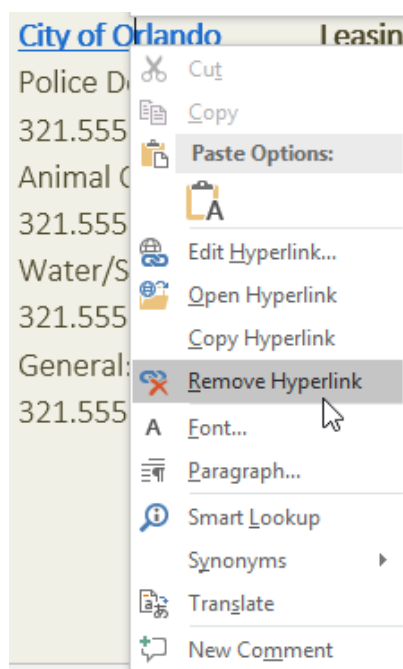 City of Orlando
Leasin
Police D
321.555
Animal C
321.555
Water/S
321.555
General:
321.555
Cut
Copy
Paste Options:
A
Edit Hyperlink...
Open Hyperlink
Copy Hyperlink
Remove Hyperlink
A Font...
Paragraph...
Smart Lookup
Synonyms
Translate
New Comment